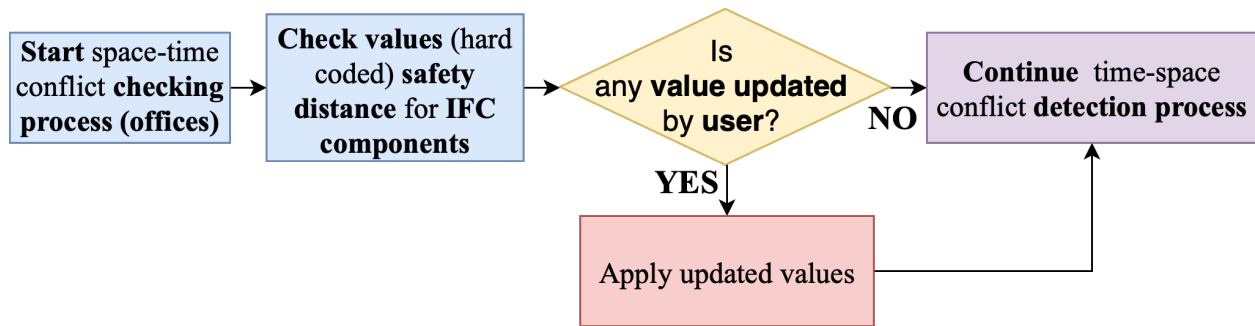 Start space-time
conflict checking
process (offices)
Check values (hard
coded) safety
distance for IFC
components
Is
any value updated
by user?
NO
Continue time-space
conflict detection process
YES
Apply updated values